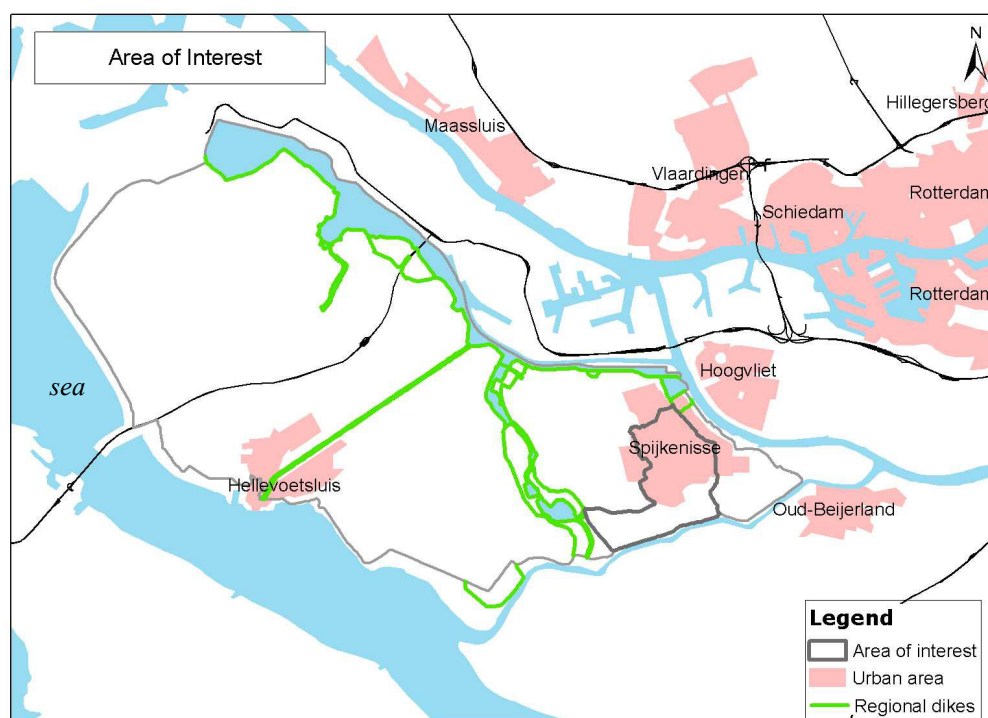 Area of Interest
N
Hillegersberg
Maassluis
Vlaardingen
Rotterdam
Schiedam
Rotterdam
Hoogvliet
sea
Spijkenisse
Hellevoetsluis
Oud-Beijerland
Legend
Area of interest
Urban area
Regional dikes